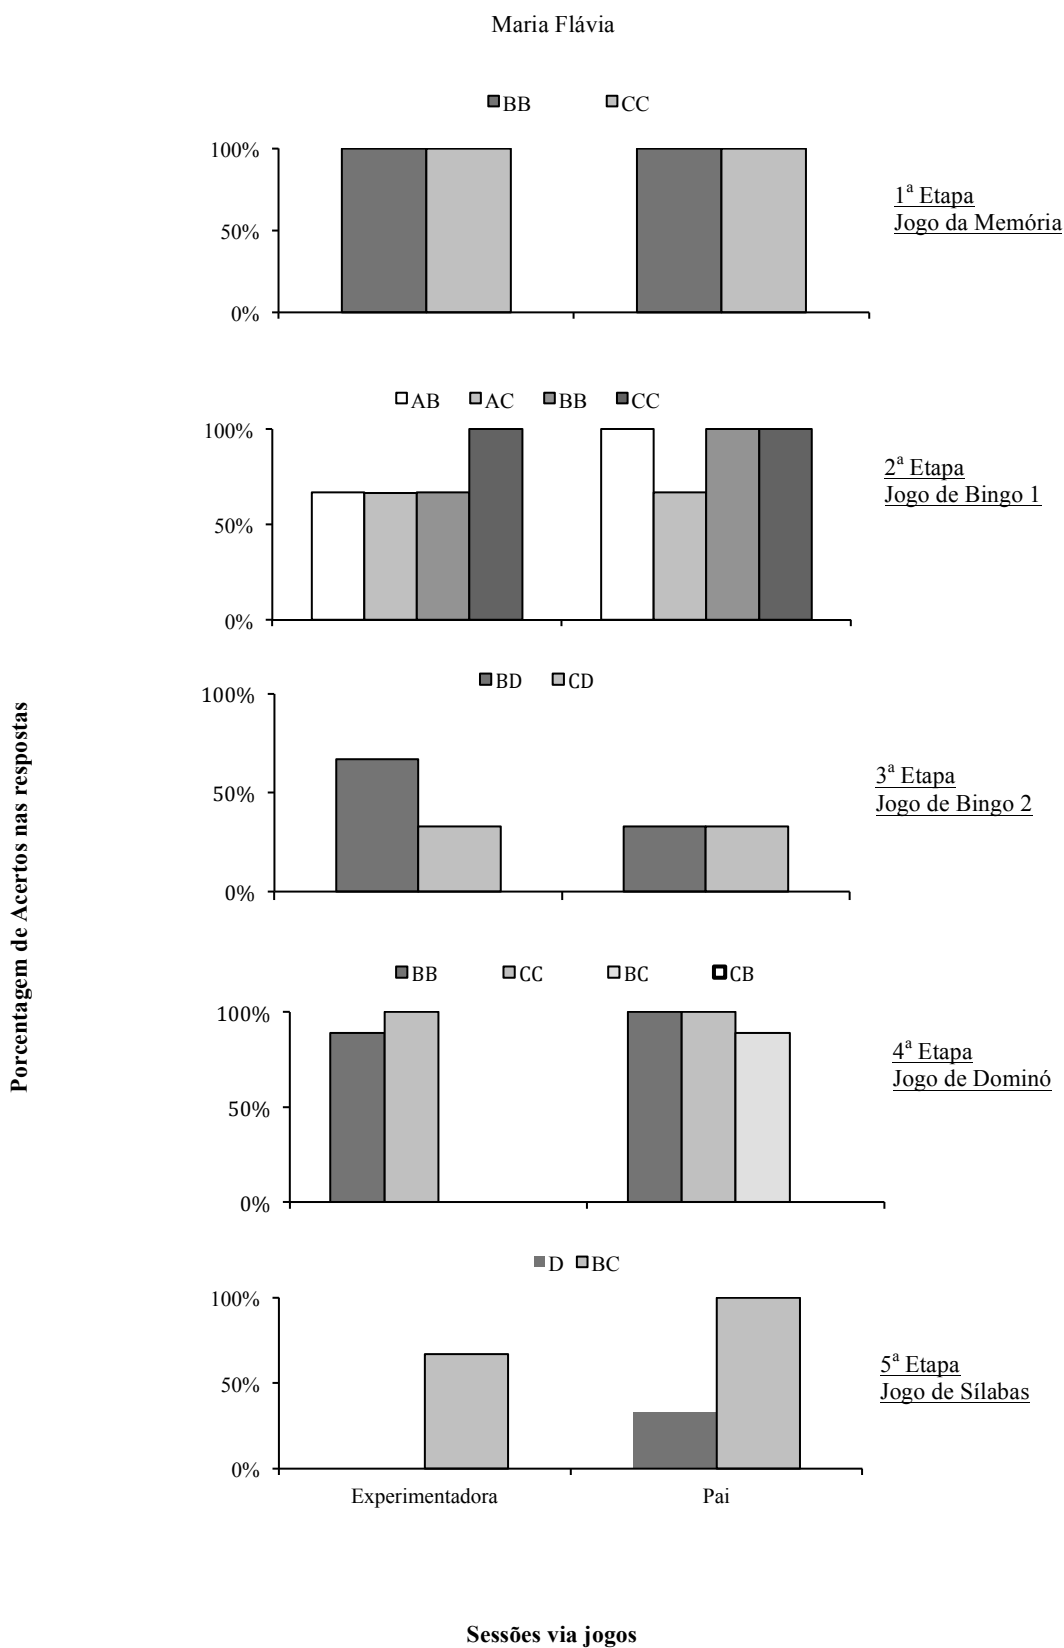 Maria Flávia
BB CC
100%
50%
0%
1ª Etapa
Jogo da Memória
AB AC BB CC
100%
50%
0%
2ª Etapa
Jogo de Bingo 1
BD CD
100%
50%
0%
3ª Etapa
Jogo de Bingo 2
Porcentagem de Acertos nas respostas
BB CC BC CB
100%
50%
0%
4ª Etapa
Jogo de Dominó
D BC
100%
50%
0%
5ª Etapa
Jogo de Sílabas
Experimentadora Pai
Sessões via jogos